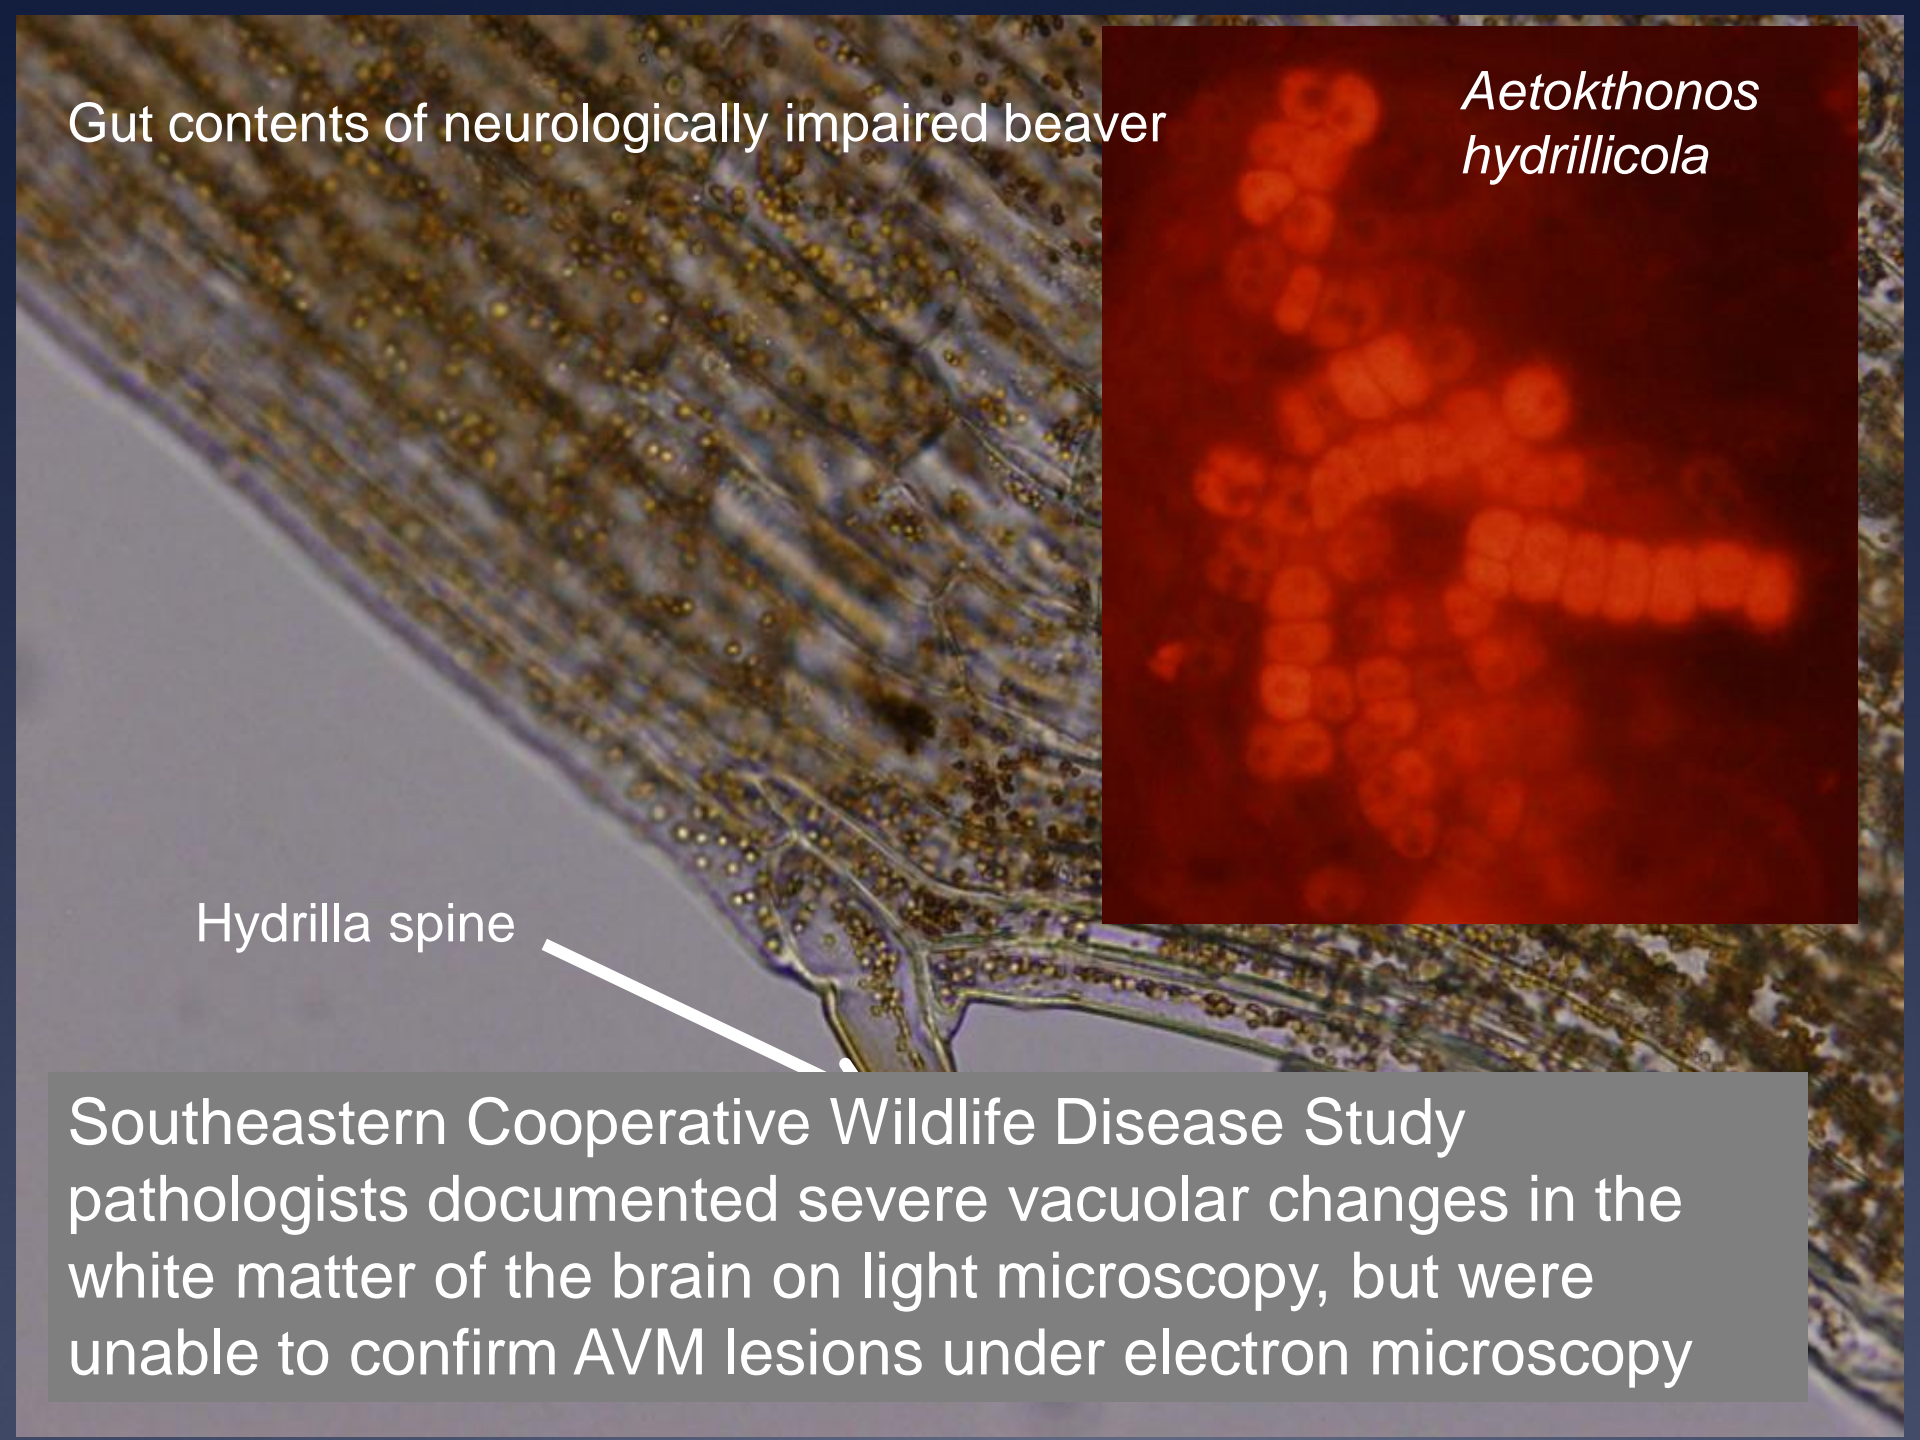 Gut contents of neurologically impaired beaver
Aetokthonos
hydrillicola
Hydrilla spine
Southeastern Cooperative Wildlife Disease Study
pathologists documented severe vacuolar changes in the
white matter of the brain on light microscopy, but were
unable to confirm AVM lesions under electron microscopy